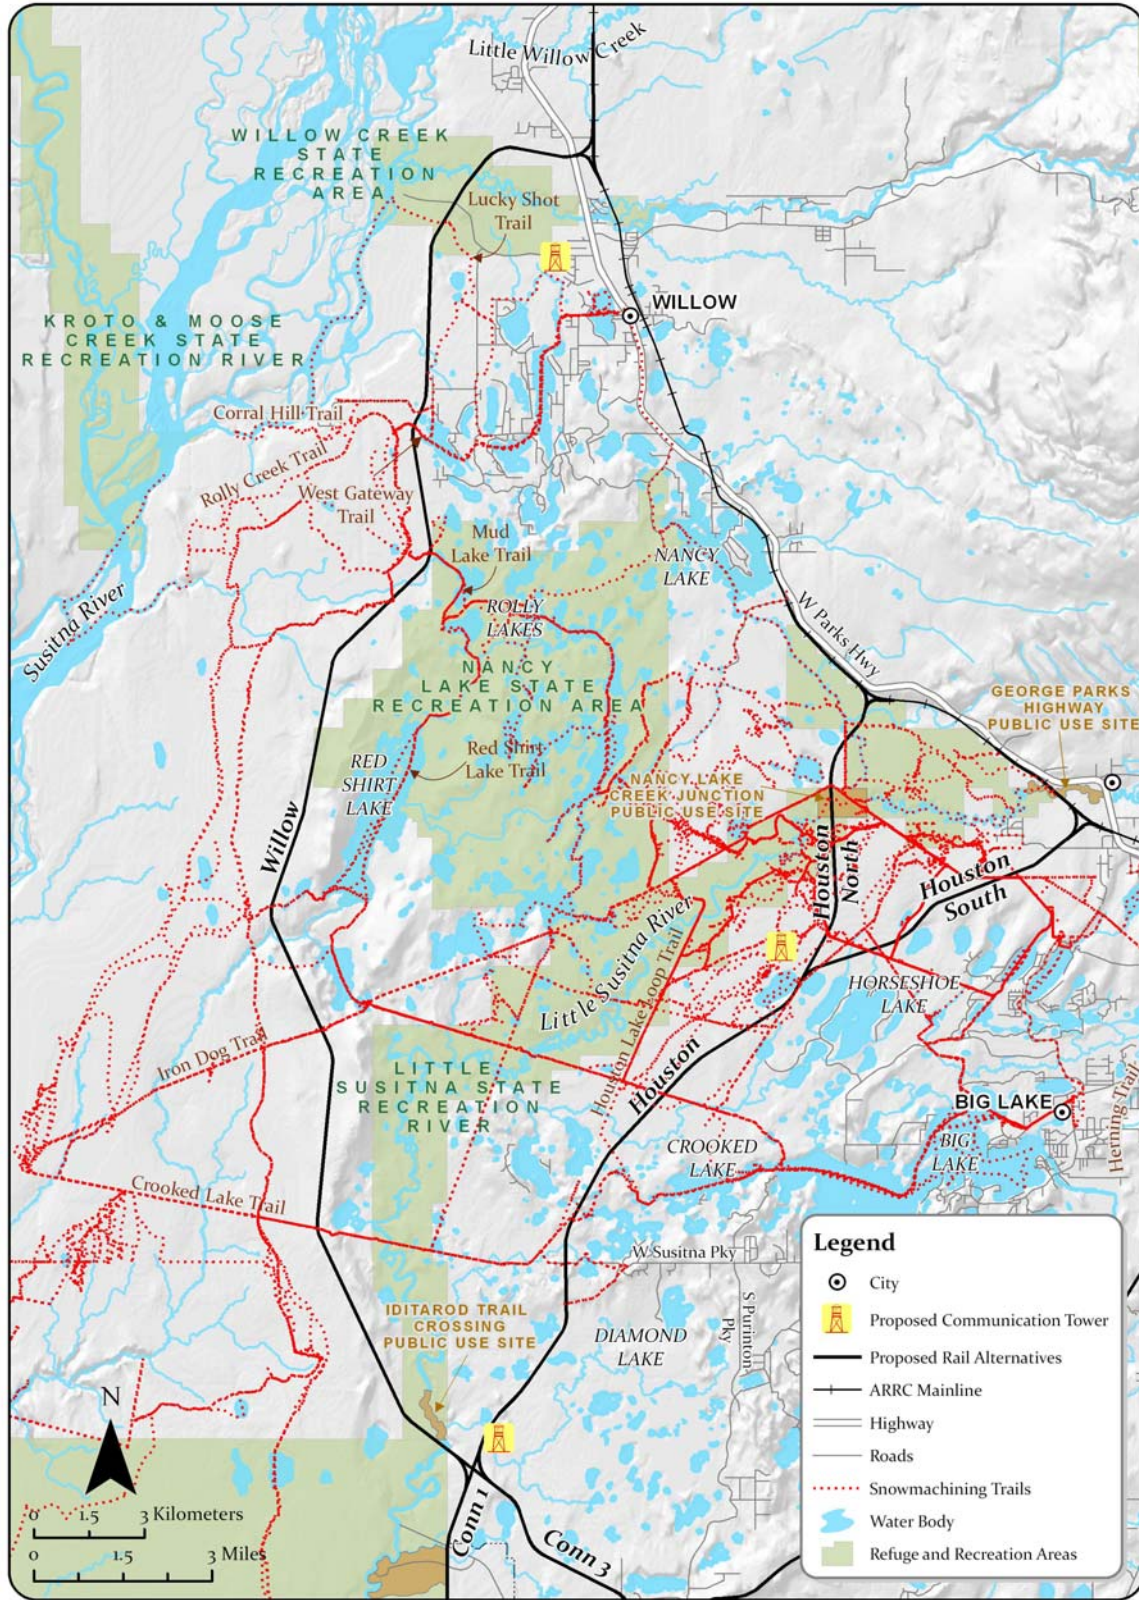 Little Willow Creek
WILLOW CREEK
STATE
RECREATION
AREA
Lucky Shot
Trail
WILLOW
KROTO & MOOSE
CREEK STATE
RECREATION RIVER
Corral Hill Trail
Rolly Creek Trail
West Gateway
Trail
Mud
Lake Trail
NANCY
LAKE
Susitna River
ROLLY
LAKES
W Parks Hwy
NANCY
LAKE STATE
RECREATION AREA
GEORGE PARKS
HIGHWAY
PUBLIC USE SITE
RED
SHIRT
LAKE
Red Shirt
Lake Trail
NANCY LAKE
CREEK JUNCTION
PUBLIC USE SITE
Willow
Houston
North
Houston
South
Little Susitna River
Houston Lake Loop Trail
HORSESHOE
LAKE
Iron Dog Trail
LITTLE
SUSITNA STATE
RECREATION
RIVER
Houston
BIG LAKE
Herning Trail
CROOKED
LAKE
BIG
LAKE
Crooked Lake Trail
W Susitna Pky
S Purinton
Pky
IDITAROD TRAIL
CROSSING
PUBLIC USE SITE
DIAMOND
LAKE
Conn 1
Conn 3
N
0 1.5 3 Kilometers
0 1.5 3 Miles
Legend
City
Proposed Communication Tower
Proposed Rail Alternatives
ARRC Mainline
Highway
Roads
Snowmachining Trails
Water Body
Refuge and Recreation Areas